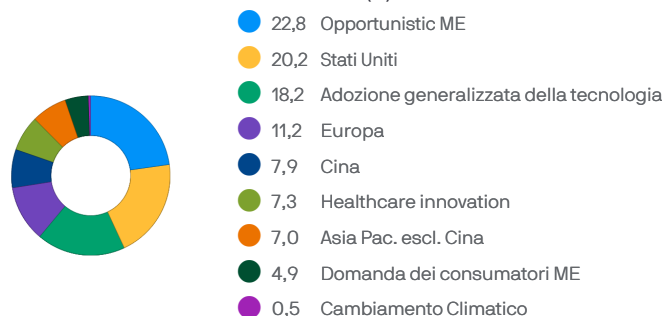 22,8 Opportunistic ME
20,2 Stati Uniti
18,2 Adozione generalizzata della tecnologia
11,2 Europa
7,9 Cina
7,3 Healthcare innovation
7,0 Asia Pac. escl. Cina
4,9 Domanda dei consumatori ME
0,5 Cambiamento Climatico